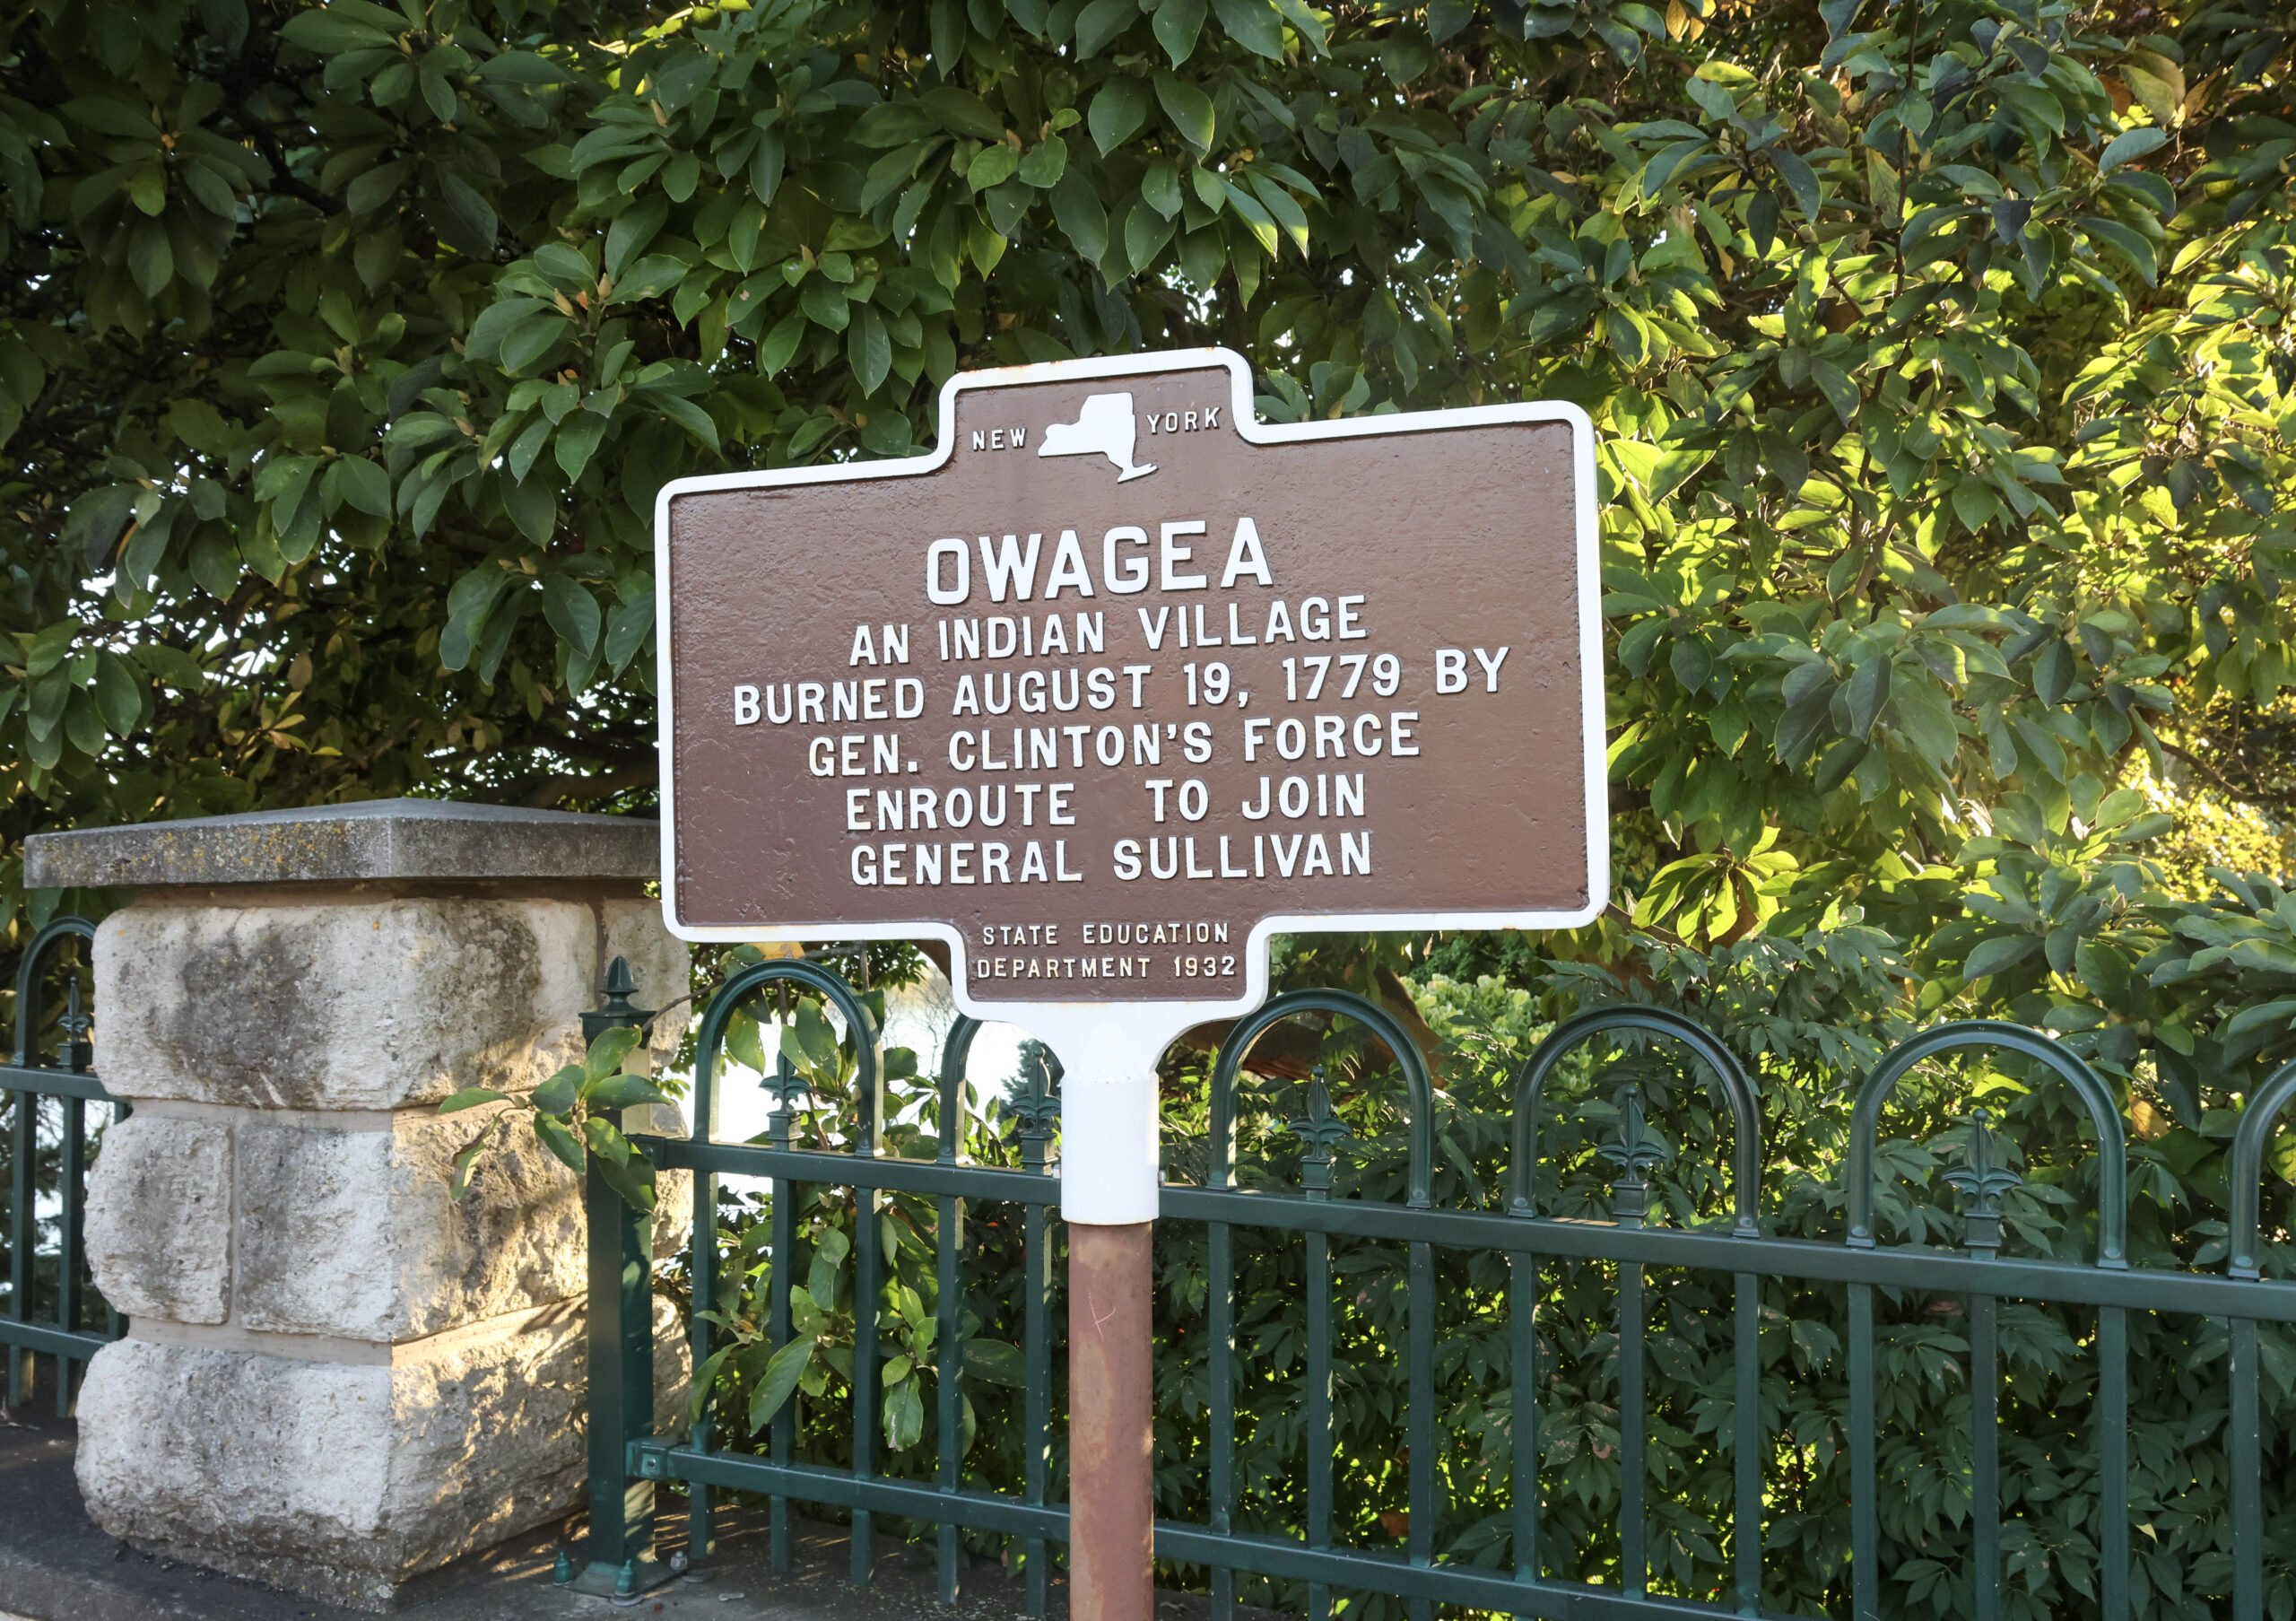 NEW YORK
OWAGEA
AN INDIAN VILLAGE
BURNED AUGUST 19, 1779 BY
GEN. CLINTON'S FORCE
ENROUTE TO JOIN
GENERAL SULLIVAN
STATE EDUCATION
DEPARTMENT 1932